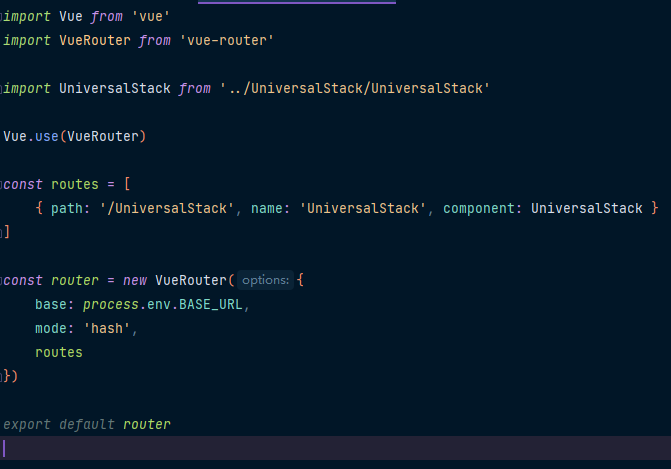 import Vue from 'vue'
import VueRouter from 'vue-router'
import UniversalStack from '../UniversalStack/UniversalStack'
Vue.use(VueRouter)
const routes = [
    { path: '/UniversalStack', name: 'UniversalStack', component: UniversalStack }
]
const router = new VueRouter( options: {
    base: process.env.BASE_URL,
    mode: 'hash',
    routes
})
export default router